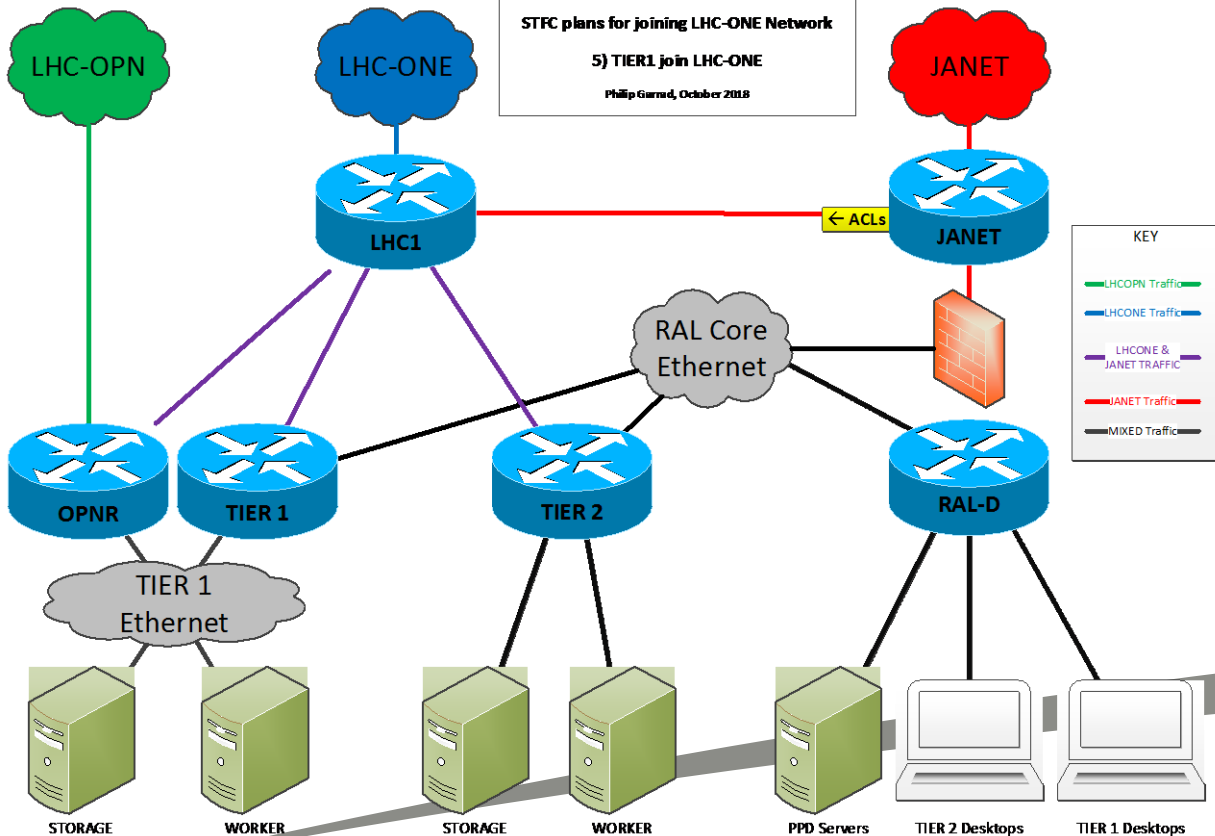 STFC plans for joining LHC-ONE Network
5) TIER1 join LHC-ONE
Philip Garrad, October 2018
LHC-OPN
LHC-ONE
JANET
LHC1
← ACLs
JANET
KEY
LHCOPN Traffic
LHCONE Traffic
LHCONE &
JANET TRAFFIC
JANET Traffic
MIXED Traffic
RAL Core
Ethernet
OPNR
TIER 1
TIER 2
RAL-D
TIER 1
Ethernet
STORAGE
WORKER
STORAGE
WORKER
PPD Servers
TIER 2 Desktops
TIER 1 Desktops